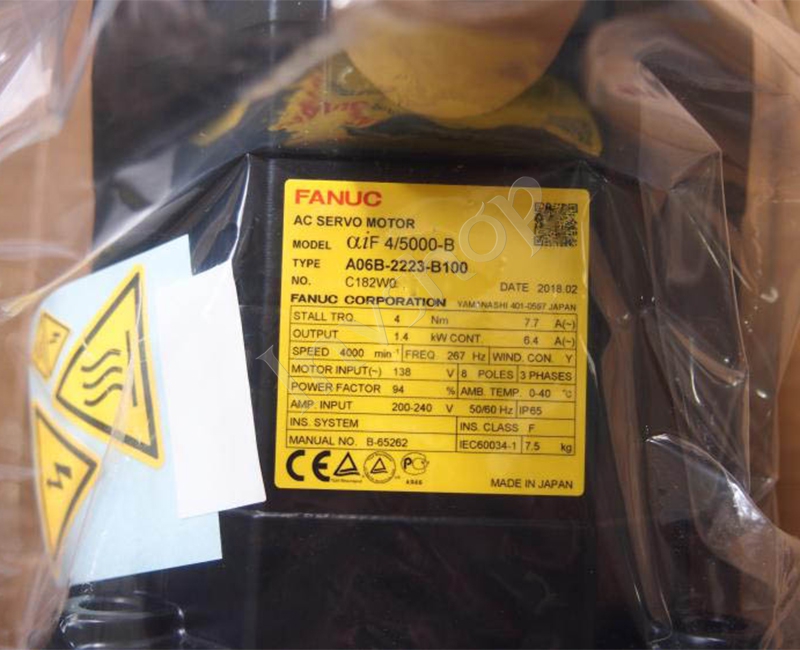 FANUC
AC SERVO MOTOR
MODEL αiF 4/5000-B
TYPE A06B-2223-B100
NO. C182W0
DATE 2018.02
FANUC CORPORATION YAMANASHI 401-0597 JAPAN
STALL TRQ. 4 Nm 7.7 A(~)
OUTPUT 1.4 kW CONT. 6.4 A(~)
SPEED 4000 min-1 FREQ. 267 Hz WIND. CON. Y
MOTOR INPUT(~) 138 V 8 POLES 3 PHASES
POWER FACTOR 94 % AMB. TEMP. 0-40 °C
AMP. INPUT 200-240 V 50/60 Hz IP65
INS. SYSTEM INS. CLASS F
MANUAL NO. B-65262 IEC60034-1 7.5 kg
CE
MADE IN JAPAN
JoyShop